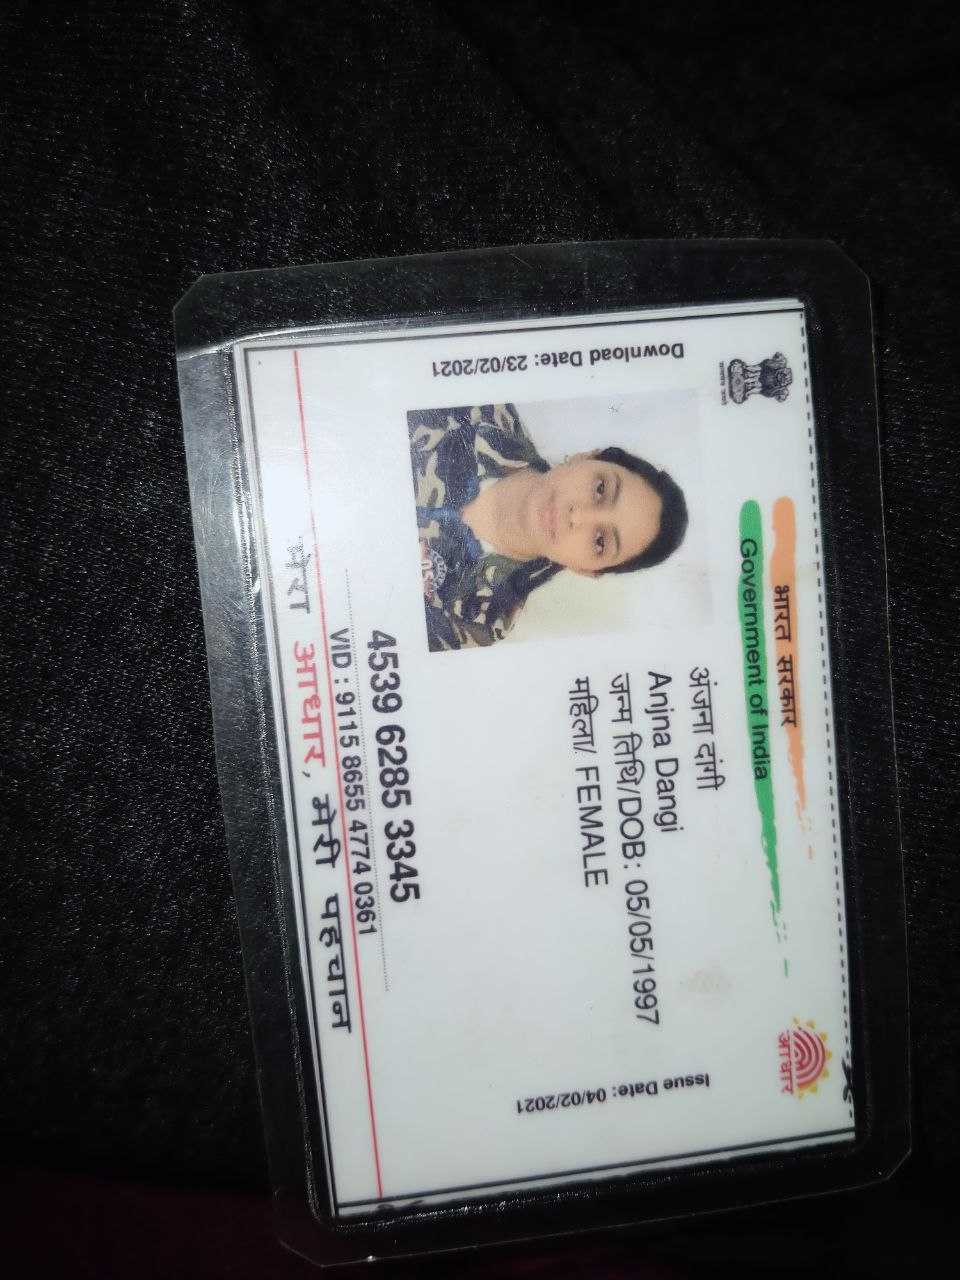 भारत सरकार
Government of India
Download Date: 23/02/2021
अंजना दांगी
Anjna Dangi
जन्म तिथि/DOB: 05/05/1997
महिला/ FEMALE
Issue Date: 04/02/2021
4539 6285 3345
VID : 9115 8655 4774 0361
मेरा आधार, मेरी पहचान
आधार